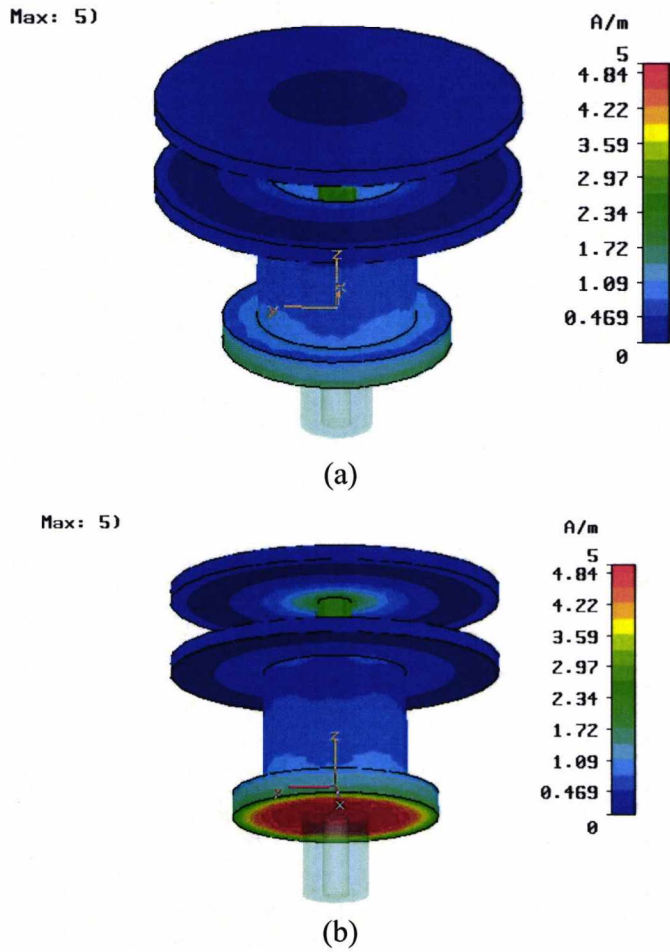 Max: 5)
A/m
5
4.84
4.22
3.59
2.97
2.34
1.72
1.09
0.469
0
z
x
y
(a)
Max: 5)
A/m
5
4.84
4.22
3.59
2.97
2.34
1.72
1.09
0.469
0
z
y
x
(b)